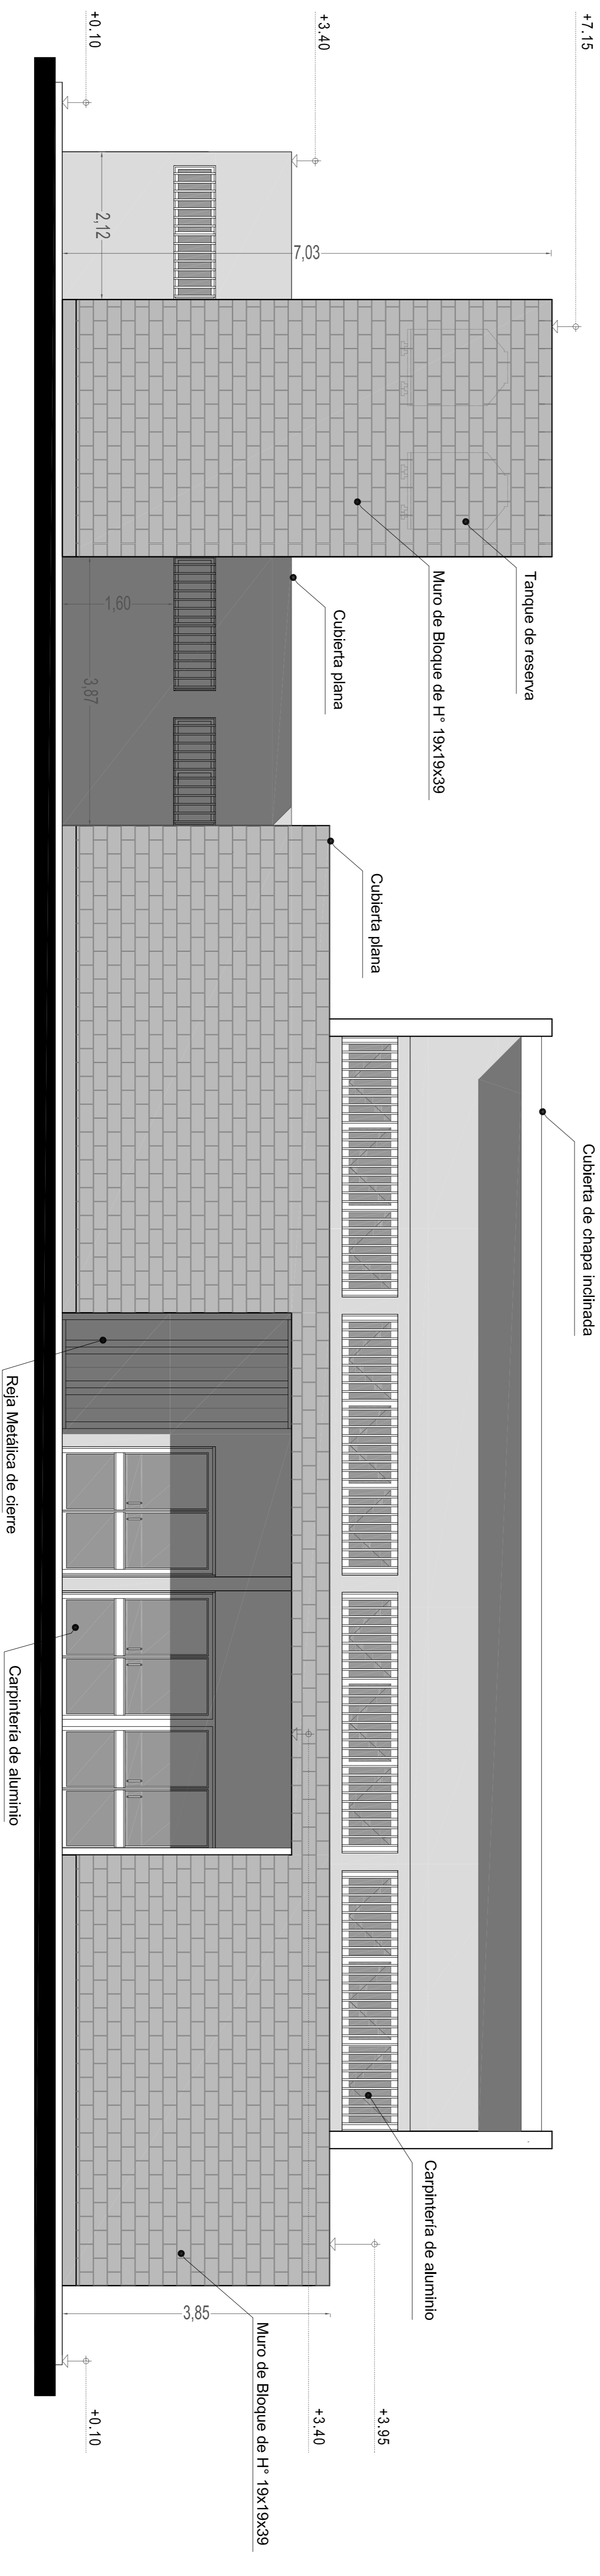 +7.15
+3.40
+0.10
7,03
2,12
Tanque de reserva
Muro de Bloque de H° 19x19x39
Cubierta plana
1,60
3,87
Cubierta plana
Cubierta de chapa inclinada
Reja Metálica de cierre
Carpintería de aluminio
Carpintería de aluminio
3,85
Muro de Bloque de H° 19x19x39
+3.95
+3.40
+0.10